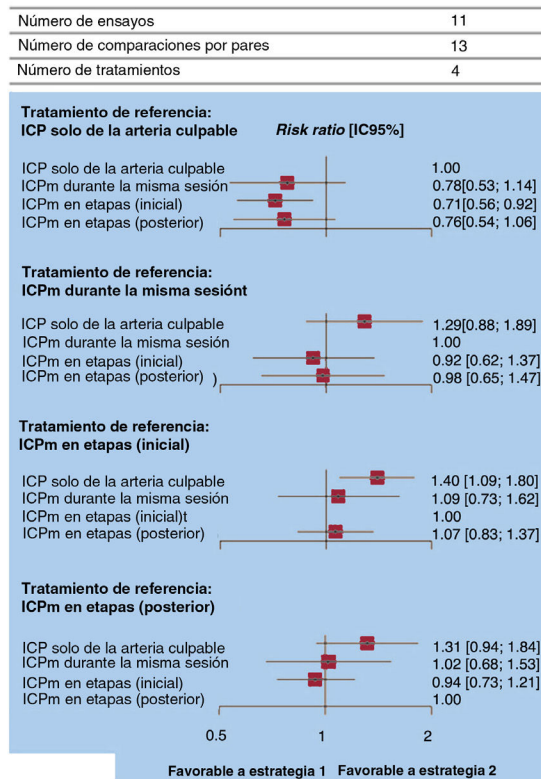 Número de ensayos 11
Número de comparaciones por pares 13
Número de tratamientos 4
Tratamiento de referencia:
ICP solo de la arteria culpable Risk ratio [IC95%]
ICP solo de la arteria culpable 1.00
ICPm durante la misma sesión 0.78[0.53; 1.14]
ICPm en etapas (inicial) 0.71[0.56; 0.92]
ICPm en etapas (posterior) 0.76[0.54; 1.06]
Tratamiento de referencia:
ICPm durante la misma sesiónt
ICP solo de la arteria culpable 1.29[0.88; 1.89]
ICPm durante la misma sesión 1.00
ICPm en etapas (inicial) 0.92 [0.62; 1.37]
ICPm en etapas (posterior) ) 0.98 [0.65; 1.47]
Tratamiento de referencia:
ICPm en etapas (inicial)
ICP solo de la arteria culpable 1.40 [1.09; 1.80]
ICPm durante la misma sesión 1.09 [0.73; 1.62]
ICPm en etapas (inicial)t 1.00
ICPm en etapas (posterior) 1.07 [0.83; 1.37]
Tratamiento de referencia:
ICPm en etapas (posterior)
ICP solo de la arteria culpable 1.31 [0.94; 1.84]
ICPm durante la misma sesión 1.02 [0.68; 1.53]
ICPm en etapas (inicial) 0.94 [0.73; 1.21]
ICPm en etapas (posterior) 1.00
0.5 1 2
Favorable a estrategia 1 Favorable a estrategia 2